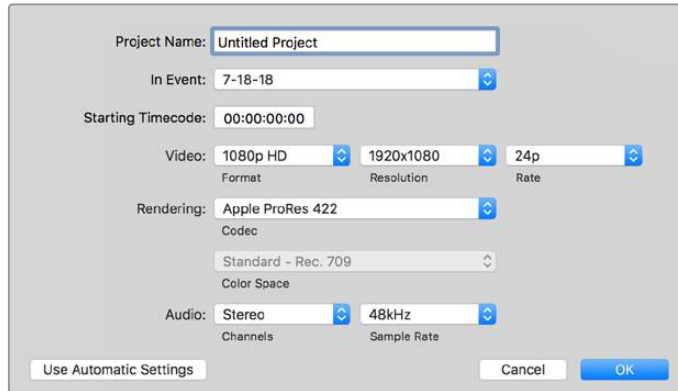 Project Name: Untitled Project
In Event: 7-18-18
Starting Timecode: 00:00:00:00
Video: 1080p HD 1920x1080 24p
Format Resolution Rate
Rendering: Apple ProRes 422
Codec
Standard - Rec. 709
Color Space
Audio: Stereo 48kHz
Channels Sample Rate
Use Automatic Settings Cancel OK